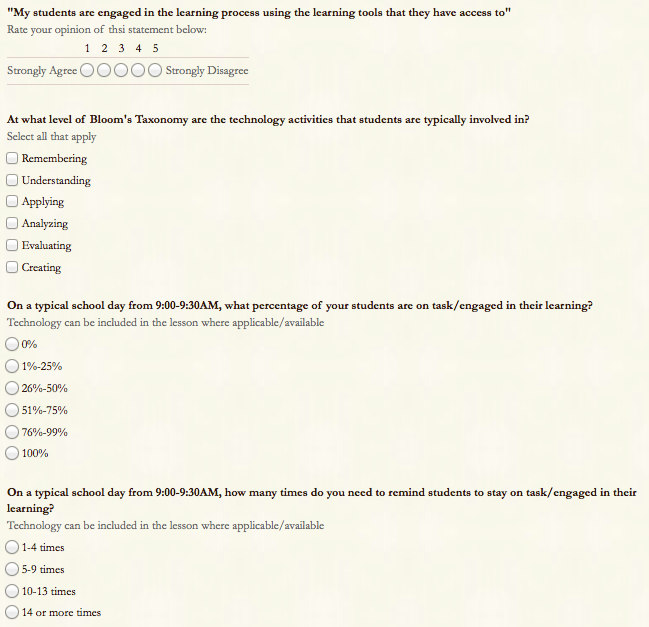 "My students are engaged in the learning process using the learning tools that they have access to"
Rate your opinion of thsi statement below:
1 2 3 4 5
Strongly Agree Strongly Disagree
At what level of Bloom's Taxonomy are the technology activities that students are typically involved in?
Select all that apply
Remembering
Understanding
Applying
Analyzing
Evaluating
Creating
On a typical school day from 9:00-9:30AM, what percentage of your students are on task/engaged in their learning?
Technology can be included in the lesson where applicable/available
0%
1%-25%
26%-50%
51%-75%
76%-99%
100%
On a typical school day from 9:00-9:30AM, how many times do you need to remind students to stay on task/engaged in their
learning?
Technology can be included in the lesson where applicable/available
1-4 times
5-9 times
10-13 times
14 or more times